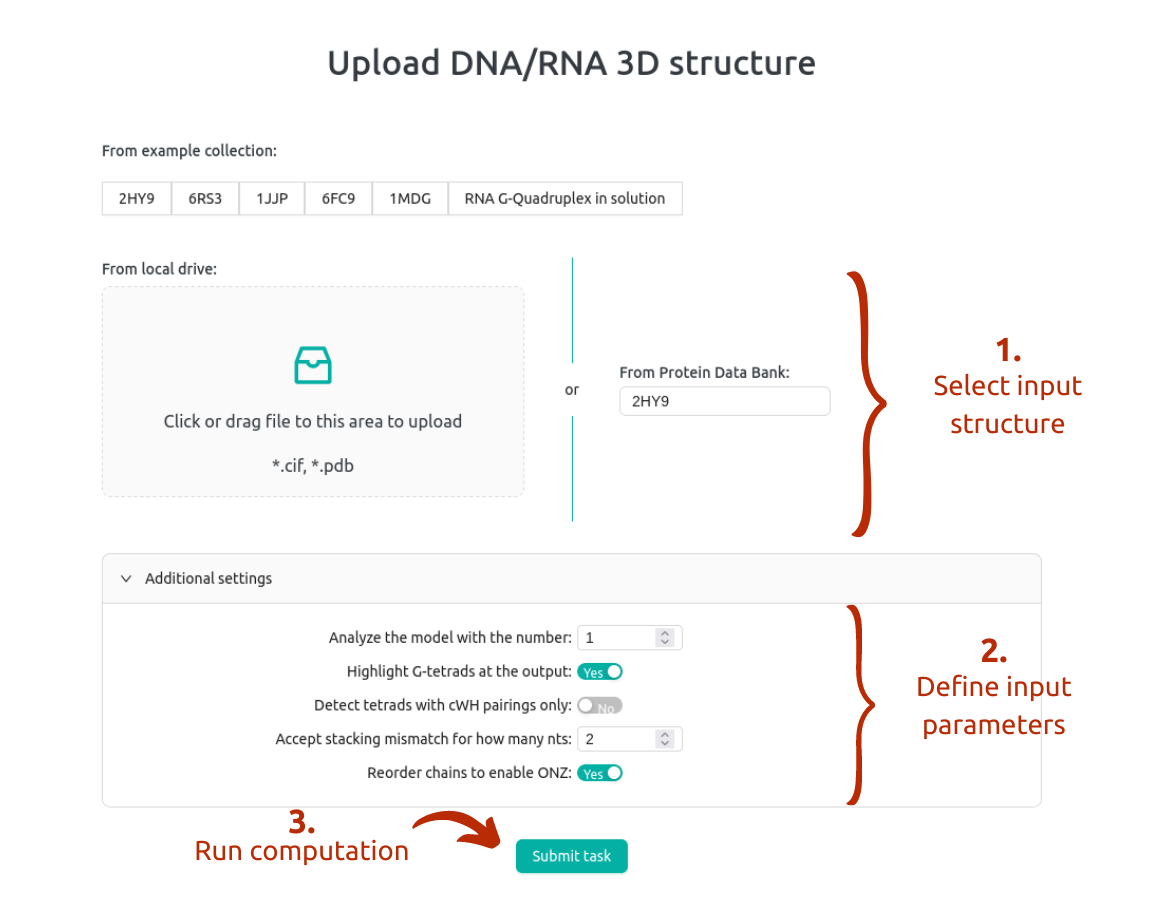 Upload DNA/RNA 3D structure
From example collection:
2HY9 6RS3 1JJP 6FC9 1MDG RNA G-Quadruplex in solution
From local drive:
Click or drag file to this area to upload
*.cif, *.pdb
or
From Protein Data Bank:
2HY9
1.
Select input
structure
Additional settings
Analyze the model with the number: 1
Highlight G-tetrads at the output: Yes
Detect tetrads with cWH pairings only: No
Accept stacking mismatch for how many nts: 2
Reorder chains to enable ONZ: Yes
2.
Define input
parameters
3.
Run computation
Submit task